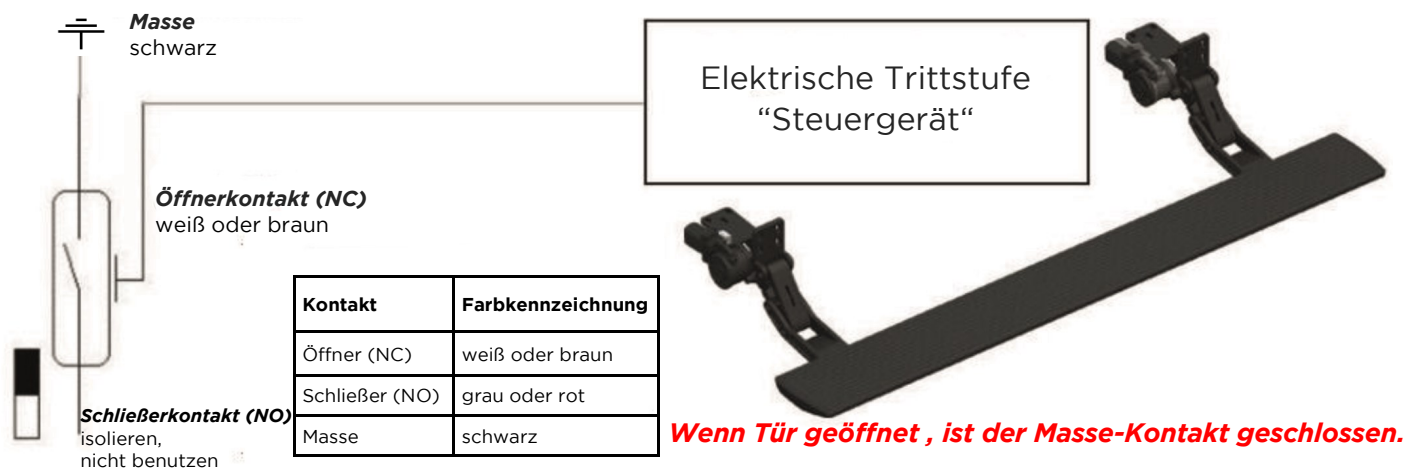 Masse
schwarz
Elektrische Trittstufe
“Steuergerät“
Öffnerkontakt (NC)
weiß oder braun
Kontakt Farbkennzeichnung
Öffner (NC) weiß oder braun
Schließer (NO) grau oder rot
Masse schwarz
Schließerkontakt (NO)
isolieren,
nicht benutzen
Wenn Tür geöffnet , ist der Masse-Kontakt geschlossen.